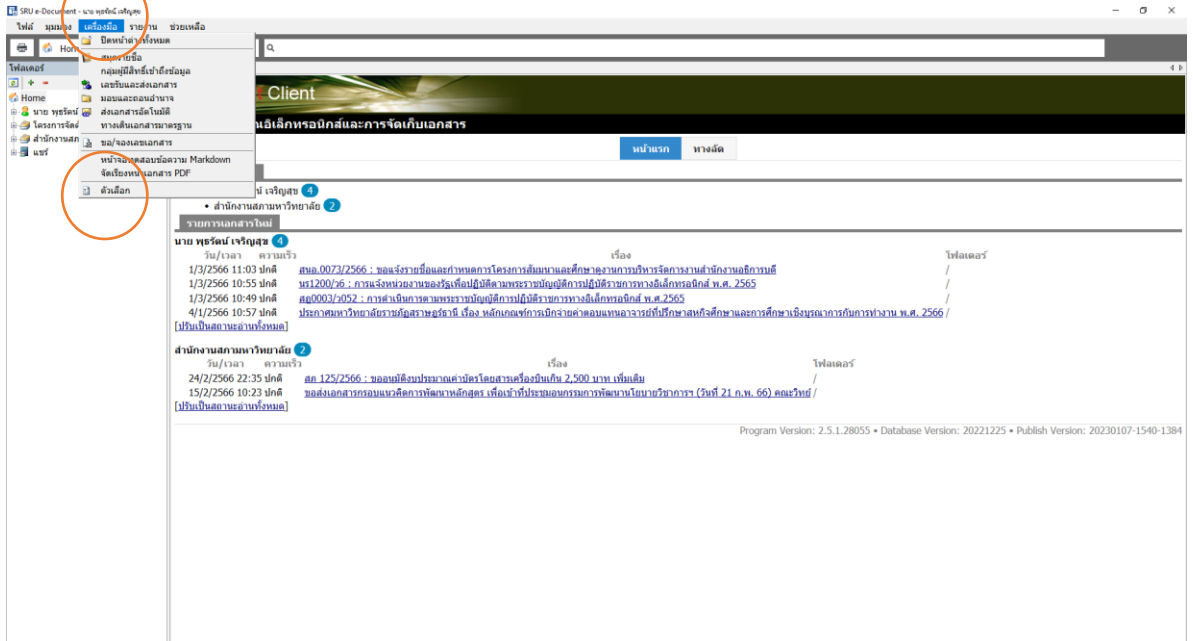 SRU e-Document - นาย พุธรัตน์ เจริญสุข
ไฟล์ มุมมอง เครื่องมือ รายงาน ช่วยเหลือ
ปิดหน้าต่างทั้งหมด
สมุดรายชื่อ
กลุ่มผู้มีสิทธิ์เข้าถึงข้อมูล
เลขรับและส่งเอกสาร
มอบและถอนอำนาจ
ส่งเอกสารอัตโนมัติ
ทางเดินเอกสารมาตรฐาน
ขอ/จองเลขเอกสาร
หน้าจอทดสอบข้อความ Markdown
จัดเรียงหน้าเอกสาร PDF
ตัวเลือก
Hom
โฟลเดอร์
Home
นาย พุธรัตน์
โครงการจัดต
สำนักงานสภ
แชร์
Client
นอิเล็กทรอนิกส์และการจัดเก็บเอกสาร
หน้าแรก ทางลัด
น์ เจริญสุข 4
• สำนักงานสภามหาวิทยาลัย 2
รายการเอกสารใหม่
นาย พุธรัตน์ เจริญสุข 4
วัน/เวลา ความเร็ว เรื่อง โฟลเดอร์
1/3/2566 11:03 ปกติ สนอ.0073/2566 : ขอแจ้งรายชื่อและกำหนดการโครงการสัมมนาและศึกษาดูงานการบริหารจัดการงานสำนักงานอธิการบดี /
1/3/2566 10:55 ปกติ นร1200/ว6 : การแจ้งหน่วยงานของรัฐเพื่อปฏิบัติตามพระราชบัญญัติการปฏิบัติราชการทางอิเล็กทรอนิกส์ พ.ศ. 2565 /
1/3/2566 10:49 ปกติ สฎ0003/ว052 : การดำเนินการตามพระราชบัญญัติการปฏิบัติราชการทางอิเล็กทรอนิกส์ พ.ศ.2565 /
4/1/2566 10:57 ปกติ ประกาศมหาวิทยาลัยราชภัฏสุราษฎร์ธานี เรื่อง หลักเกณฑ์การเบิกจ่ายค่าตอบแทนอาจารย์ที่ปรึกษาสหกิจศึกษาและการศึกษาเชิงบูรณาการกับการทำงาน พ.ศ. 2566 /
[ปรับเป็นสถานะอ่านทั้งหมด]
สำนักงานสภามหาวิทยาลัย 2
วัน/เวลา ความเร็ว เรื่อง โฟลเดอร์
24/2/2566 22:35 ปกติ สภ 125/2566 : ขออนุมัติงบประมาณค่าบัตรโดยสารเครื่องบินเกิน 2,500 บาท เพิ่มเติม /
15/2/2566 10:23 ปกติ ขอส่งเอกสารกรอบแนวคิดการพัฒนาหลักสูตร เพื่อเข้าที่ประชุมอนุกรรมการพัฒนานโยบายวิชาการฯ (วันที่ 21 ก.พ. 66) คณะวิทย์ /
[ปรับเป็นสถานะอ่านทั้งหมด]
Program Version: 2.5.1.28055 • Database Version: 20221225 • Publish Version: 20230107-1540-1384